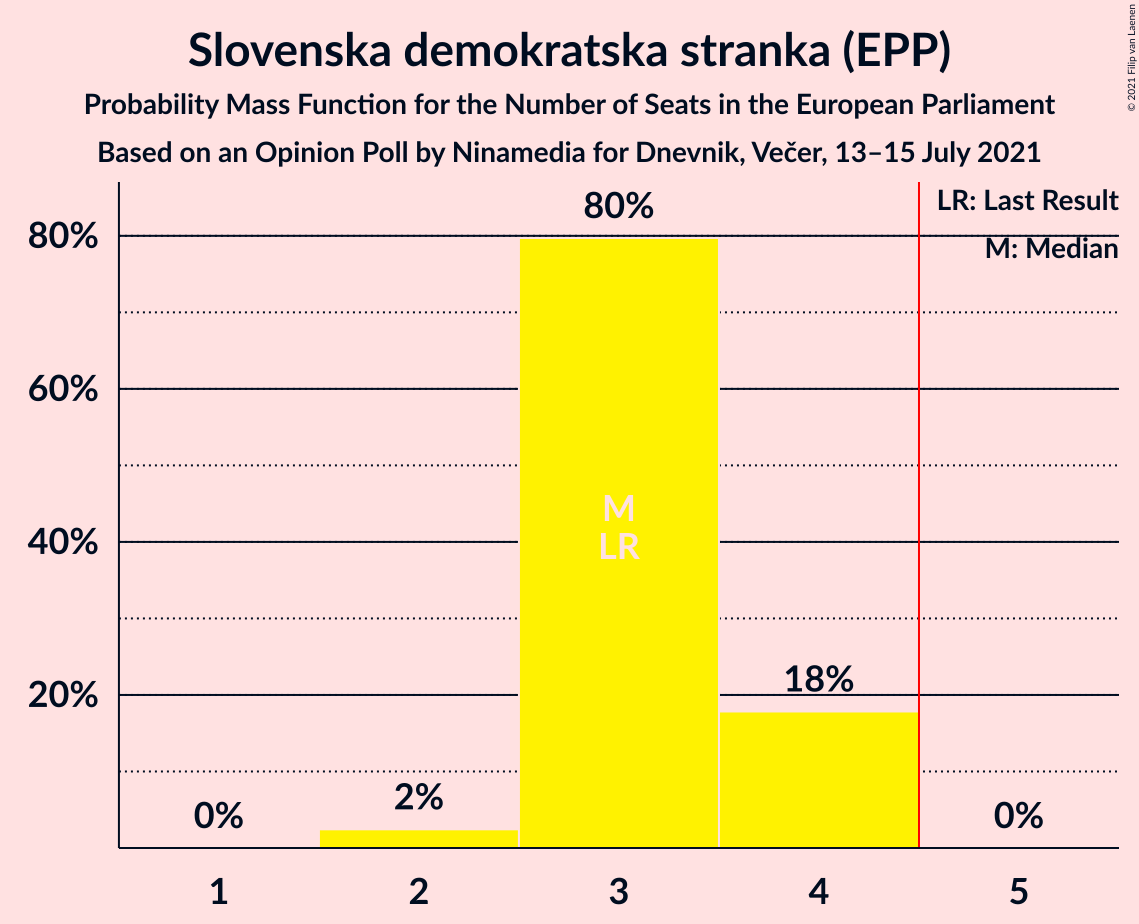 Slovenska demokratska stranka (EPP)
Probability Mass Function for the Number of Seats in the European Parliament
Based on an Opinion Poll by Ninamedia for Dnevnik, Večer, 13–15 July 2021
© 2021 Filip van Laenen
LR: Last Result
M: Median
80%
60%
40%
20%
0%
2%
80%
18%
0%
M
LR
1
2
3
4
5